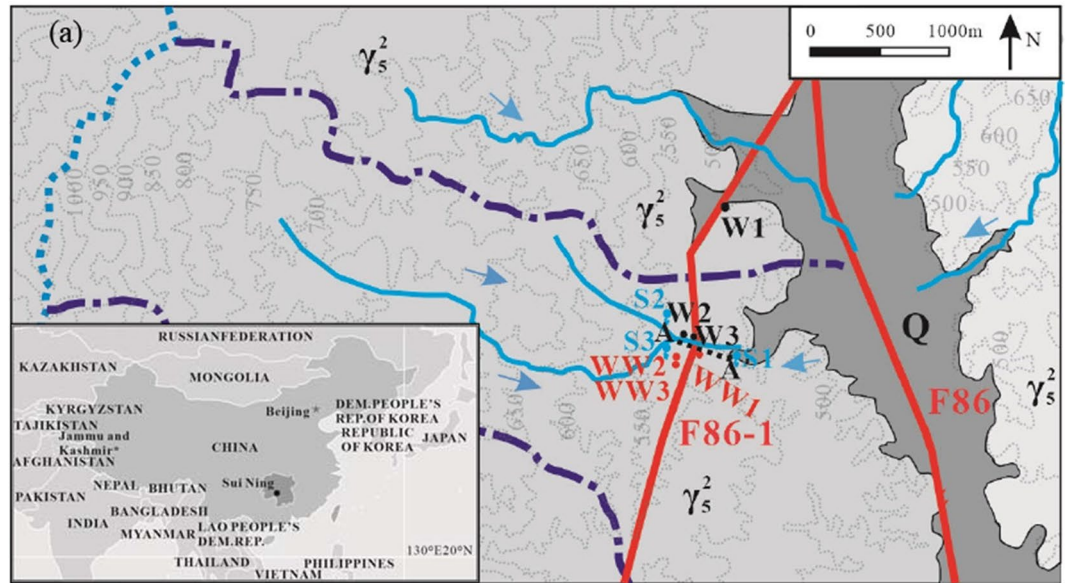 (a)
0 500 1000m
N
γ₅²
650
600
550
500
1000
950
900
850
800
750
700
650
600
550
500
γ₅²
W1
S2
W2
A
W3
S3
S1
A'
WW2
WW1
WW3
F86-1
Q
F86
γ₅²
500
650
600
550
500
γ₅²
RUSSIANFEDERATION
KAZAKHSTAN
MONGOLIA
KYRGYZSTAN
Beijing
DEM.PEOPLE'S
REP.OF KOREA
TAJIKISTAN
REPUBLIC
OF KOREA
JAPAN
Jammu and
Kashmir*
CHINA
AFGHANISTAN
PAKISTAN
NEPAL
BHUTAN
Sui Ning
BANGLADESH
INDIA
MYANMAR
LAO PEOPLE'S
DEM.REP.
THAILAND
VIETNAM
PHILIPPINES
130°E20°N